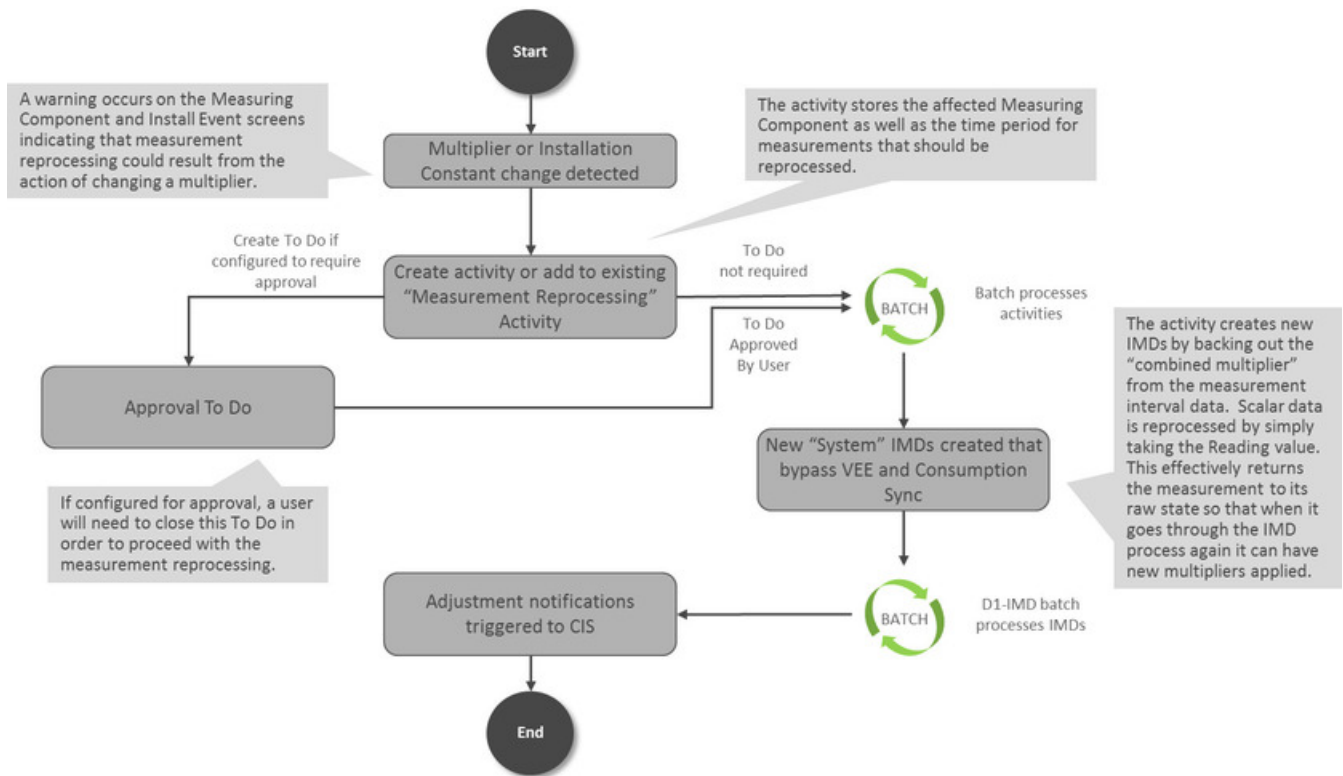 Start
A warning occurs on the Measuring
Component and Install Event screens
indicating that measurement
reprocessing could result from the
action of changing a multiplier.
The activity stores the affected Measuring
Component as well as the time period for
measurements that should be
reprocessed.
Multiplier or Installation
Constant change detected
Create To Do if
configured to require
approval
Create activity or add to existing
“Measurement Reprocessing”
Activity
To Do
not required
To Do
Approved
By User
BATCH
Batch processes
activities
Approval To Do
If configured for approval, a user
will need to close this To Do in
order to proceed with the
measurement reprocessing.
New “System” IMDs created that
bypass VEE and Consumption
Sync
The activity creates new
IMDs by backing out the
“combined multiplier”
from the measurement
interval data.  Scalar data
is reprocessed by simply
taking the Reading value.
This effectively returns
the measurement to its
raw state so that when it
goes through the IMD
process again it can have
new multipliers applied.
BATCH
D1-IMD batch
processes IMDs
Adjustment notifications
triggered to CIS
End